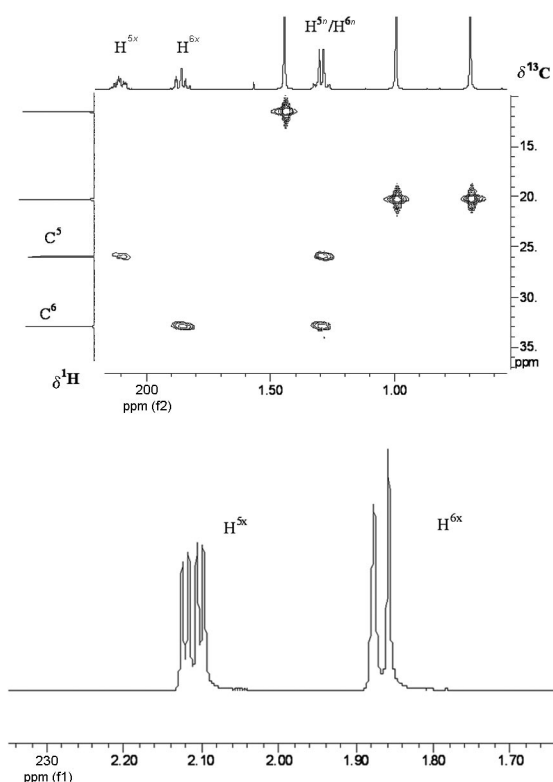 H⁵ˣ H⁶ˣ H⁵ⁿ/H⁶ⁿ
δ¹³C
15.
20.
C⁵
25.
30.
C⁶
35.
ppm
δ¹H
200 1.50 1.00
ppm (f2)
H⁵ˣ H⁶ˣ
230 2.20 2.10 2.00 1.90 1.80 1.70
ppm (f1)